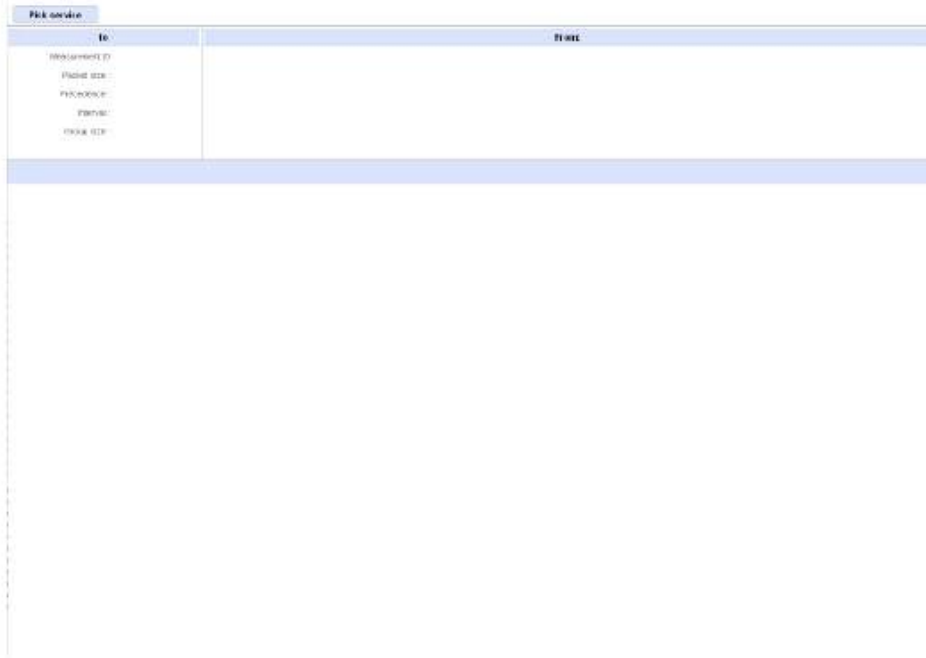 Pick service
To
From:
Measurement ID
Packet size :
Precedence :
Interval :
Group size :